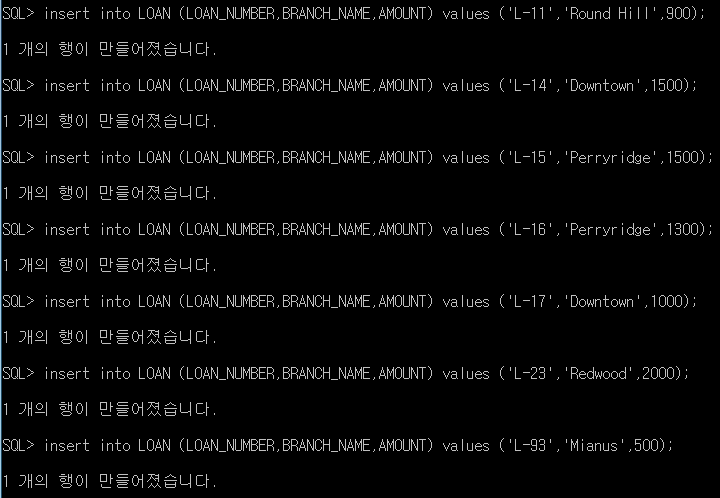 SQL> insert into LOAN (LOAN_NUMBER,BRANCH_NAME,AMOUNT) values ('L-11','Round Hill',900);
1 개의 행이 만들어졌습니다.
SQL> insert into LOAN (LOAN_NUMBER,BRANCH_NAME,AMOUNT) values ('L-14','Downtown',1500);
1 개의 행이 만들어졌습니다.
SQL> insert into LOAN (LOAN_NUMBER,BRANCH_NAME,AMOUNT) values ('L-15','Perryridge',1500);
1 개의 행이 만들어졌습니다.
SQL> insert into LOAN (LOAN_NUMBER,BRANCH_NAME,AMOUNT) values ('L-16','Perryridge',1300);
1 개의 행이 만들어졌습니다.
SQL> insert into LOAN (LOAN_NUMBER,BRANCH_NAME,AMOUNT) values ('L-17','Downtown',1000);
1 개의 행이 만들어졌습니다.
SQL> insert into LOAN (LOAN_NUMBER,BRANCH_NAME,AMOUNT) values ('L-23','Redwood',2000);
1 개의 행이 만들어졌습니다.
SQL> insert into LOAN (LOAN_NUMBER,BRANCH_NAME,AMOUNT) values ('L-93','Mianus',500);
1 개의 행이 만들어졌습니다.